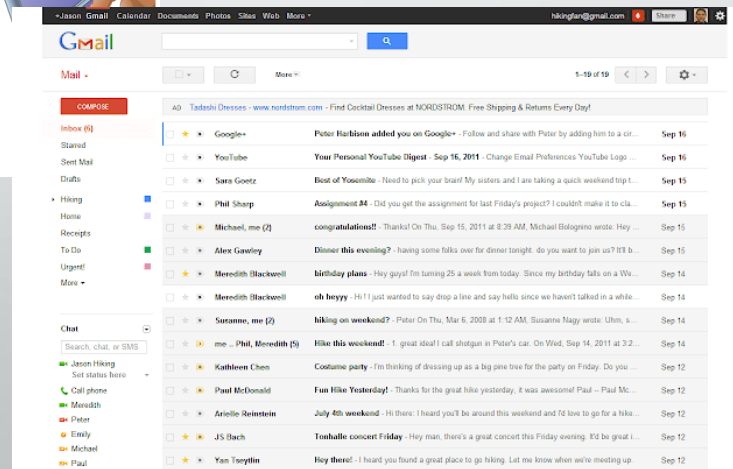 +Jason Gmail Calendar Documents Photos Sites Web More
hikingfan@gmail.com Share
Gmail
Mail More 1–19 of 19
COMPOSE
AD Tadashi Dresses - www.nordstrom.com - Find Cocktail Dresses at NORDSTROM. Free Shipping & Returns Every Day!
Inbox (6)
Starred
Sent Mail
Drafts
Hiking
Home
Receipts
To Do
Urgent!
More
Google+ Peter Harbison added you on Google+ - Follow and share with Peter by adding him to a cir... Sep 16
YouTube Your Personal YouTube Digest - Sep 16, 2011 - Change Email Preferences YouTube Logo ... Sep 16
Sara Goetz Best of Yosemite - Need to pick your brain! My sisters and I are taking a quick weekend trip t... Sep 15
Phil Sharp Assignment #4 - Did you get the assignment for last Friday's project? I couldn't make it to cla... Sep 15
Michael, me (2) congratulations!! - Thanks! On Thu, Sep 15, 2011 at 8:39 AM, Michael Bolognino wrote: Hey ... Sep 15
Alex Gawley Dinner this evening? - having some folks over for dinner tonight. do you want to join us? It'll b... Sep 15
Meredith Blackwell birthday plans - Hey guys! I'm turning 25 a week from today. Since my birthday falls on a We... Sep 14
Meredith Blackwell oh heyyy - Hi ! I just wanted to say drop a line and say hello since we haven't talked in a while... Sep 14
Susanne, me (2) hiking on weekend? - Peter On Thu, Mar 6, 2008 at 1:12 AM, Susanne Nagy wrote: Uhm, s... Sep 14
me .. Phil, Meredith (5) Hike this weekend! - 1. great idea! I call shotgun in Peter's car. On Wed, Sep 14, 2011 at 3:2... Sep 14
Kathleen Chen Costume party - I'm thinking of dressing up as a big pine tree for the party on Friday. Do you ... Sep 12
Paul McDonald Fun Hike Yesterday! - Thanks for the great hike yesterday, it was awesome! Paul -- Paul Mc... Sep 12
Arielle Reinstein July 4th weekend - Hi there: I heard you'll be around this weekend and I'd love to go for a hike... Sep 12
JS Bach Tonhalle concert Friday - Hey man, there's a great concert this Friday evening. It'd be great i... Sep 12
Yan Tseytlin Hey there! - I heard you found a great place to go hiking. Let me know when we're meeting up. Sep 12
Chat
Search, chat, or SMS
Jason Hiking
Set status here
Call phone
Meredith
Peter
Emily
Michael
Paul